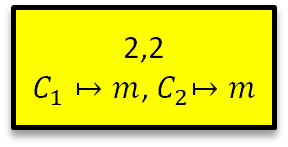 2,2
𝐶₁ ↦ 𝑚, 𝐶₂ ↦ 𝑚